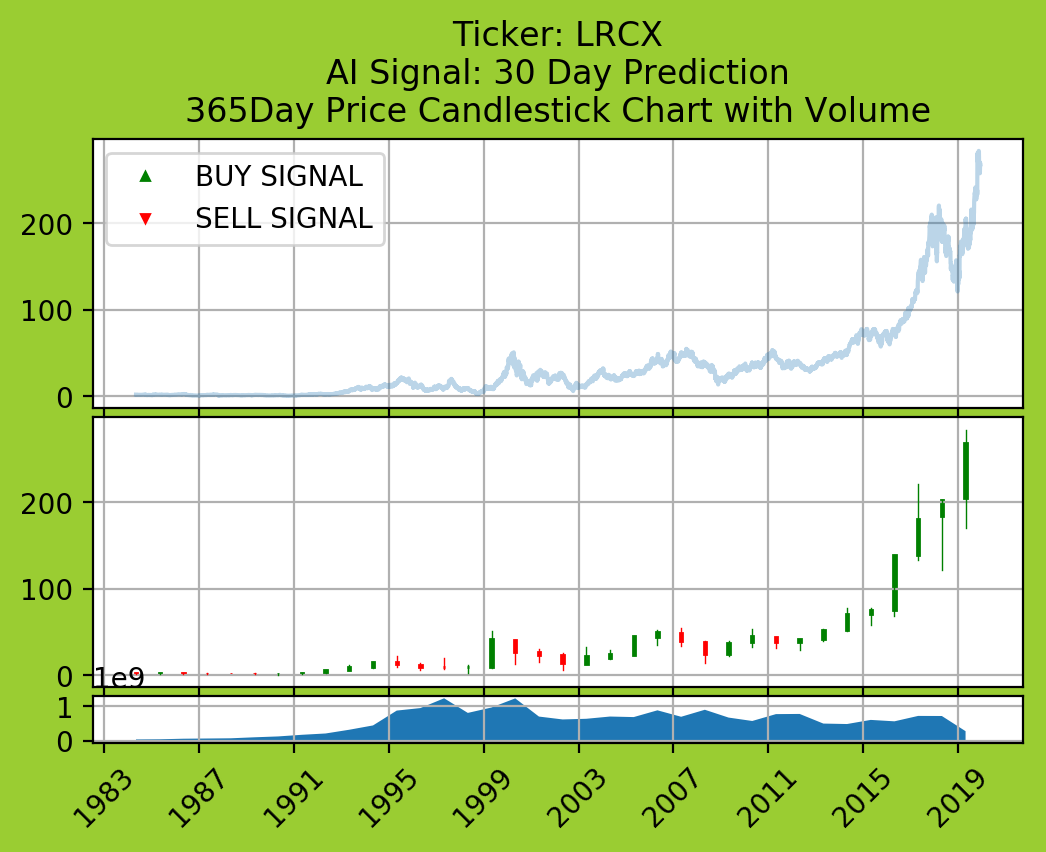 Ticker: LRCX
AI Signal: 30 Day Prediction
365Day Price Candlestick Chart with Volume
BUY SIGNAL
SELL SIGNAL
200
100
0
200
100
0
1e9
1
0
1983 1987 1991 1995 1999 2003 2007 2011 2015 2019